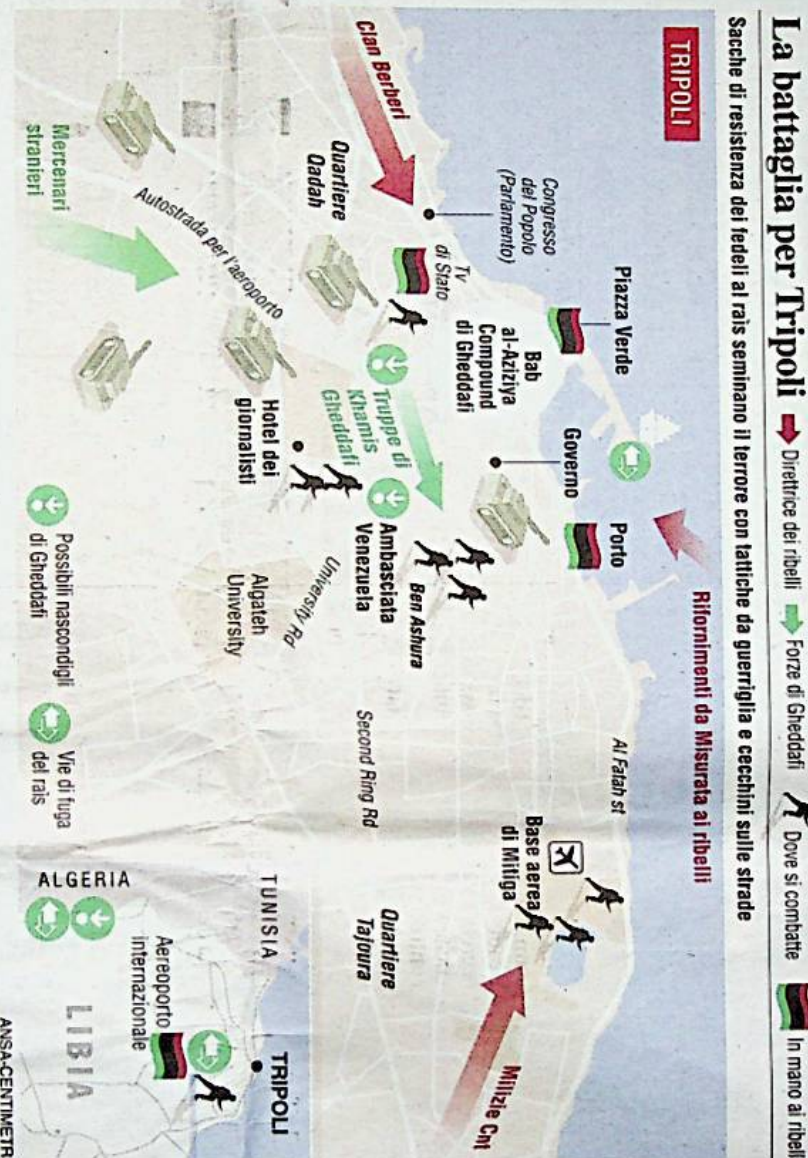 La battaglia per Tripoli
Direttrice dei ribelli
Forze di Gheddafi
Dove si combatte
In mano ai ribell
Sacche di resistenza dei fedeli al rais seminano il terrore con tattiche da guerriglia e cecchini sulle strade
TRIPOLI
Rifornimenti da Misurata ai ribelli
Piazza Verde
Porto
Al Fatah st
Congresso
del Popolo
(Parlamento)
Governo
Bab
al-Aziziya
Compound
di Gheddafi
Base aerea
di Mitiga
Milizie Cnt
Clan Berberi
Tv
di Stato
Quartiere
Qadah
Truppe di
Khamis
Gheddafi
Ben Ashura
Ambasciata
Venezuela
Second Ring Rd
Quartiere
Tajoura
Hotel dei
giornalisti
University Rd
Algateh
University
Autostrada per l'aeroporto
Mercenari
stranieri
Possibili nascondigli
di Gheddafi
Vie di fuga
del rais
TUNISIA
TRIPOLI
ALGERIA
Aereoporto
internazionale
LIBIA
ANSA-CENTIMETR